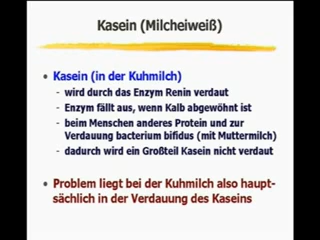 Kasein (Milcheiweiß)
• Kasein (in der Kuhmilch)
- wird durch das Enzym Renin verdaut
- Enzym fällt aus, wenn Kalb abgewöhnt ist
- beim Menschen anderes Protein und zur
Verdauung bacterium bifidus (mit Muttermilch)
- dadurch wird ein Großteil Kasein nicht verdaut
• Problem liegt bei der Kuhmilch also haupt-
sächlich in der Verdauung des Kaseins